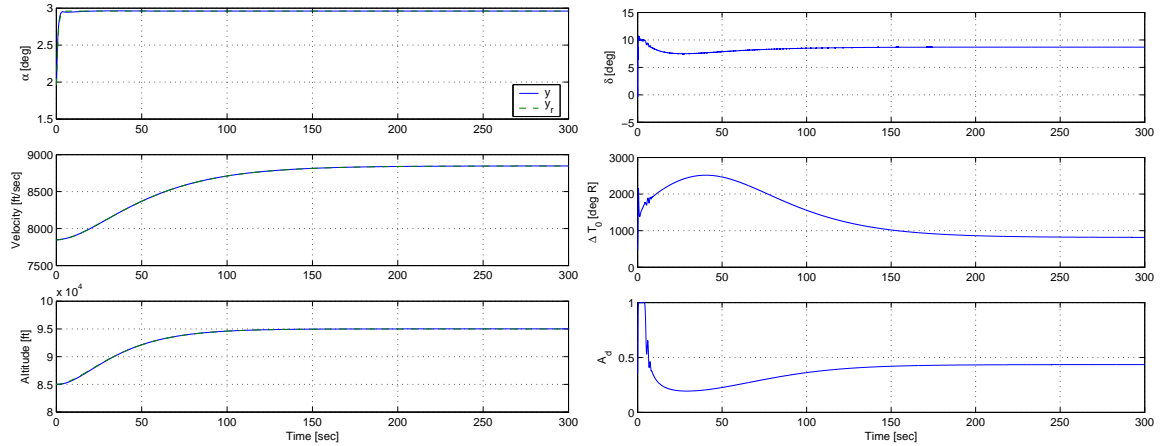 3
2.5
2
1.5
α [deg]
0 50 100 150 200 250 300
y
y_r
9000
8500
8000
7500
Velocity [ft/sec]
0 50 100 150 200 250 300
x 10^4
10
9.5
9
8.5
8
Altitude [ft]
0 50 100 150 200 250 300
Time [sec]
15
10
5
0
−5
δ [deg]
0 50 100 150 200 250 300
3000
2000
1000
0
Δ T_0 [deg R]
0 50 100 150 200 250 300
1
0.5
0
A_d
0 50 100 150 200 250 300
Time [sec]